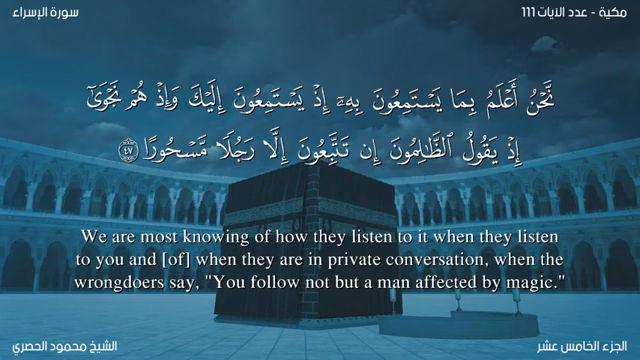 سورة الإسراء
مكية - عدد الآيات 111
نَّحْنُ أَعْلَمُ بِمَا يَسْتَمِعُونَ بِهِۦٓ إِذْ يَسْتَمِعُونَ إِلَيْكَ وَإِذْ هُمْ نَجْوَىٰٓ
إِذْ يَقُولُ ٱلظَّـٰلِمُونَ إِن تَتَّبِعُونَ إِلَّا رَجُلًا مَّسْحُورًا ٤٧
We are most knowing of how they listen to it when they listen
to you and [of] when they are in private conversation, when the
wrongdoers say, "You follow not but a man affected by magic."
الشيخ محمود الحصري
الجزء الخامس عشر